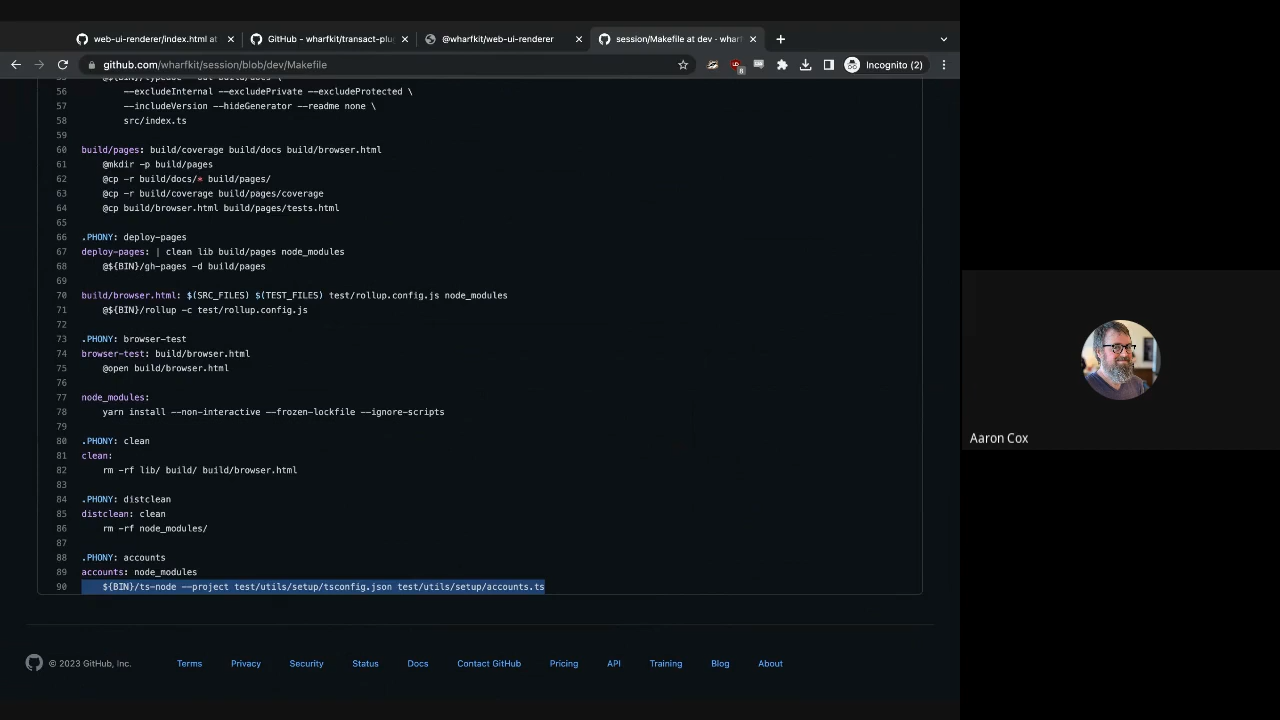 web-ui-renderer/index.html at
GitHub - wharfkit/transact-plu
@wharfkit/web-ui-renderer
session/Makefile at dev · whar
github.com/wharfkit/session/blob/dev/Makefile
8
Incognito (2)
56 --excludeInternal --excludePrivate --excludeProtected \
57 --includeVersion --hideGenerator --readme none \
58 src/index.ts
59
60 build/pages: build/coverage build/docs build/browser.html
61 @mkdir -p build/pages
62 @cp -r build/docs/* build/pages/
63 @cp -r build/coverage build/pages/coverage
64 @cp build/browser.html build/pages/tests.html
65
66 .PHONY: deploy-pages
67 deploy-pages: | clean lib build/pages node_modules
68 @${BIN}/gh-pages -d build/pages
69
70 build/browser.html: $(SRC_FILES) $(TEST_FILES) test/rollup.config.js node_modules
71 @${BIN}/rollup -c test/rollup.config.js
72
73 .PHONY: browser-test
74 browser-test: build/browser.html
75 @open build/browser.html
76
77 node_modules:
78 yarn install --non-interactive --frozen-lockfile --ignore-scripts
79
80 .PHONY: clean
81 clean:
82 rm -rf lib/ build/ build/browser.html
83
84 .PHONY: distclean
85 distclean: clean
86 rm -rf node_modules/
87
88 .PHONY: accounts
89 accounts: node_modules
90 ${BIN}/ts-node --project test/utils/setup/tsconfig.json test/utils/setup/accounts.ts
© 2023 GitHub, Inc.
Terms
Privacy
Security
Status
Docs
Contact GitHub
Pricing
API
Training
Blog
About
Aaron Cox